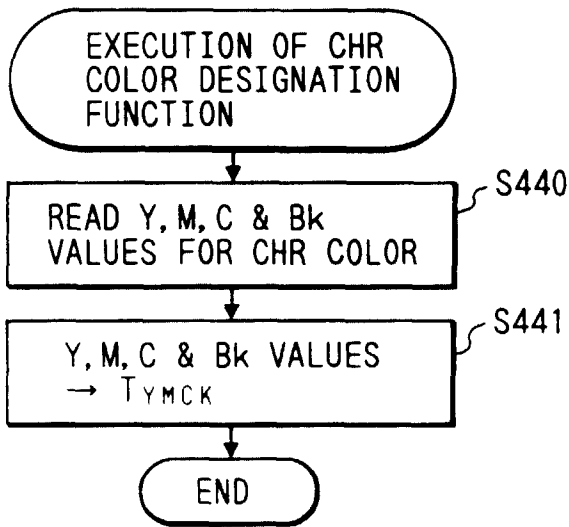 EXECUTION OF CHR
COLOR DESIGNATION
FUNCTION
S440
READ Y, M, C & Bk
VALUES FOR CHR COLOR
S441
Y, M, C & Bk VALUES
→ TYMCK
END